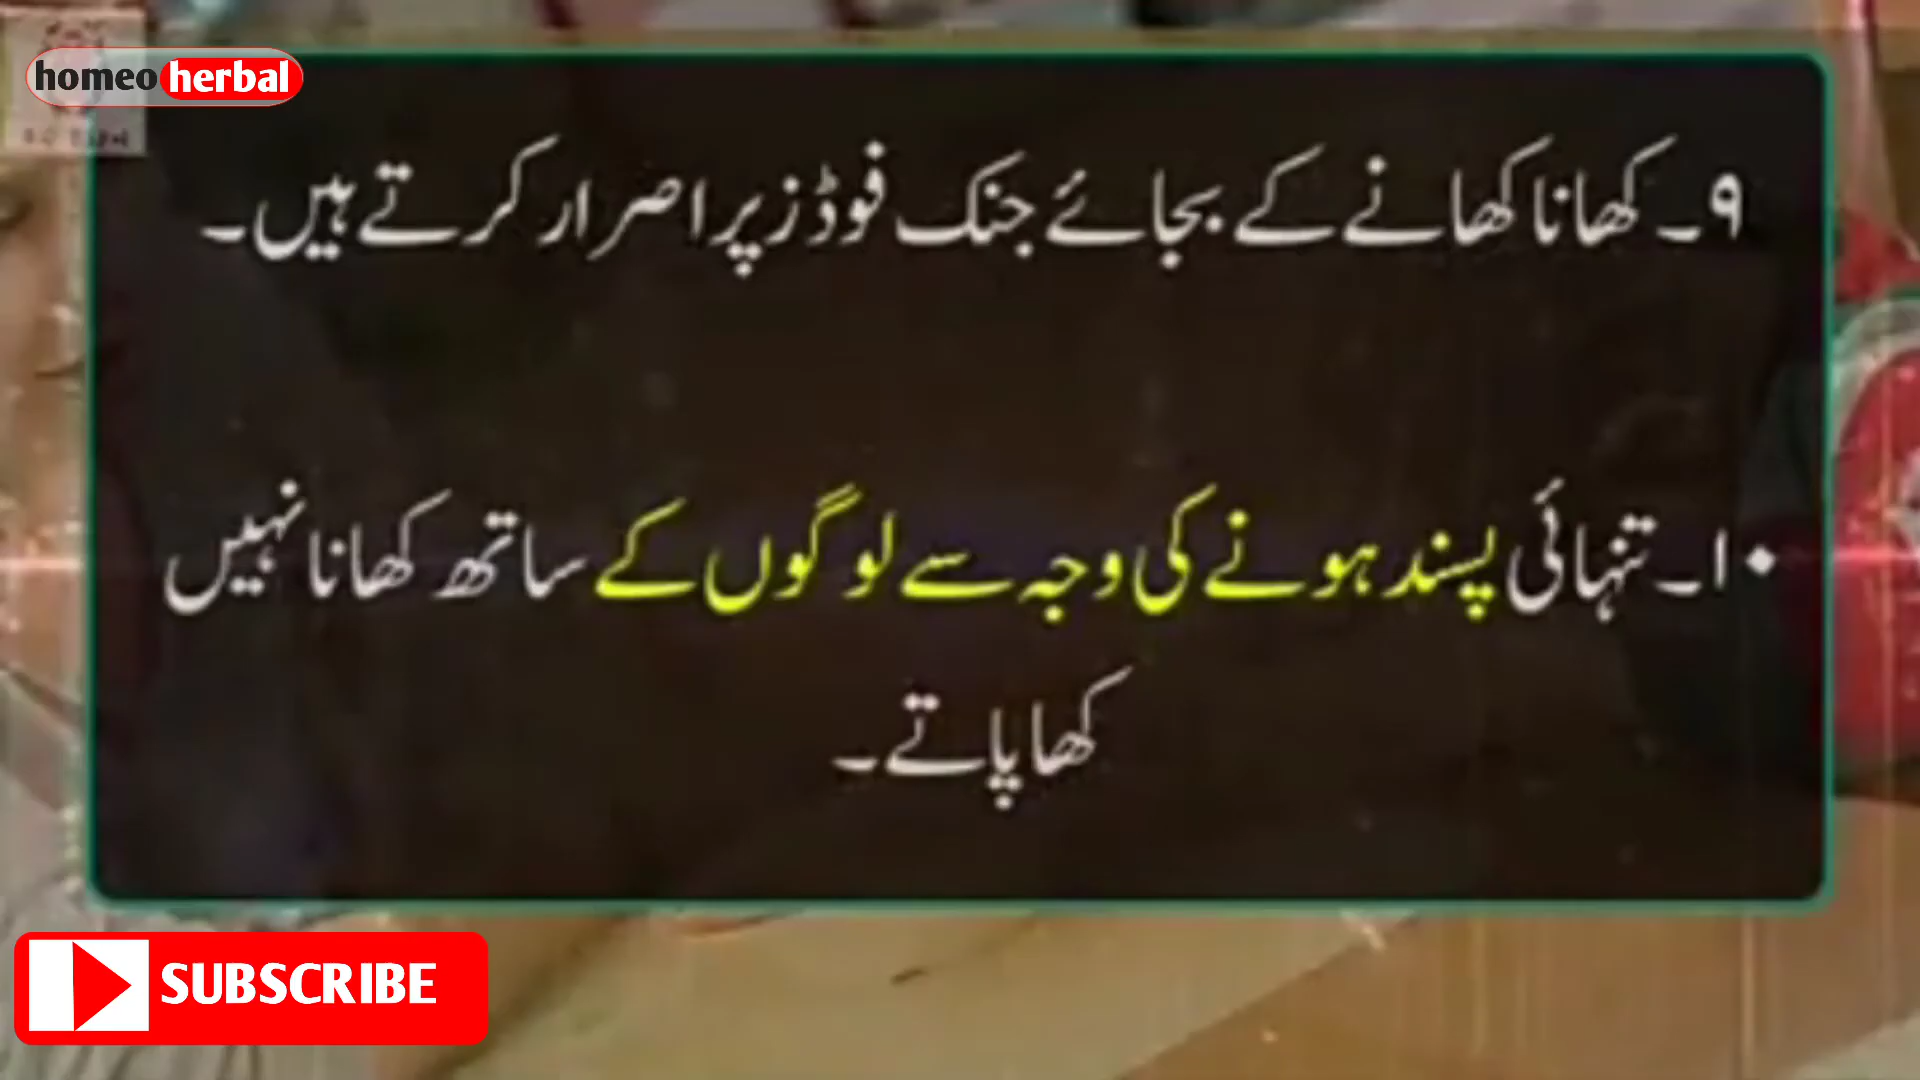 homeo herbal
۹۔ کھانا کھانے کے بجائے جنک فوڈز پر اصرار کرتے ہیں۔
۱۰۔ تنہائی پسند ہونے کی وجہ سے لوگوں کے ساتھ کھانا نہیں
کھا پاتے۔
SUBSCRIBE